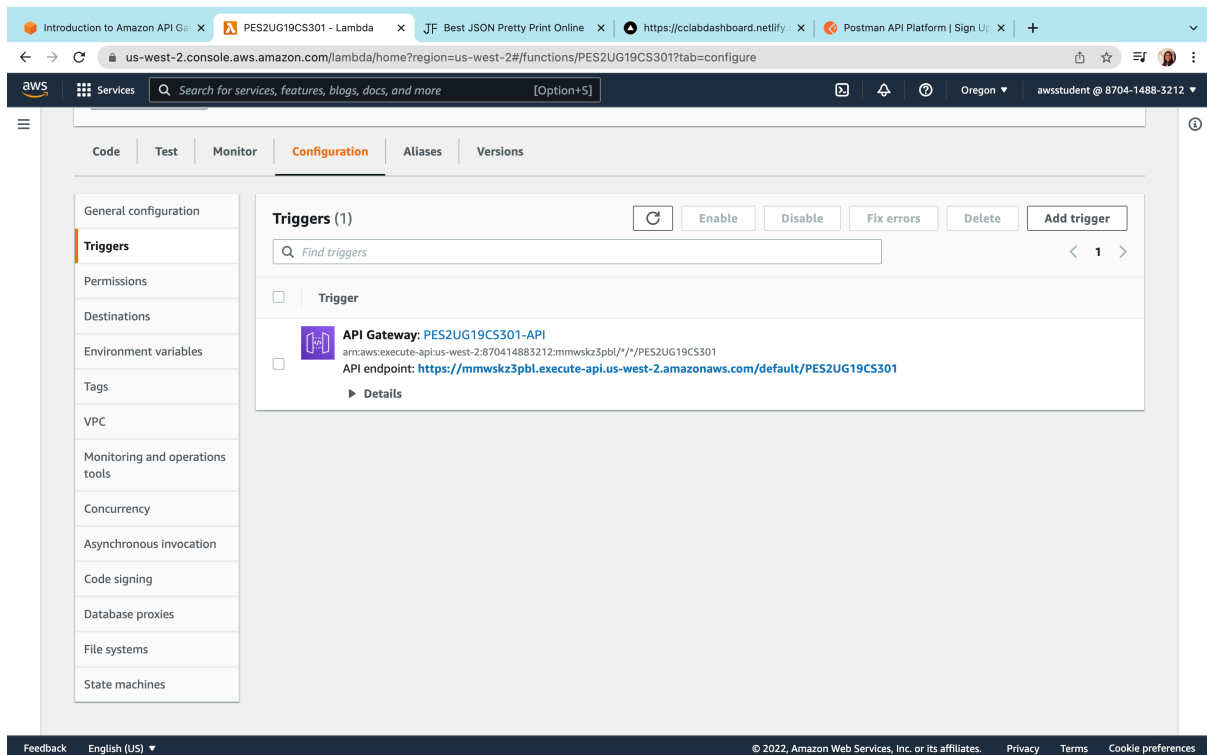 Introduction to Amazon API Ga
PES2UG19CS301 - Lambda
JF Best JSON Pretty Print Online
https://cclabdashboard.netlify.
Postman API Platform | Sign Up
us-west-2.console.aws.amazon.com/lambda/home?region=us-west-2#/functions/PES2UG19CS301?tab=configure
aws
Services
Search for services, features, blogs, docs, and more
[Option+S]
Oregon ▼
awsstudent @ 8704-1488-3212 ▼
Code
Test
Monitor
Configuration
Aliases
Versions
General configuration
Triggers
Permissions
Destinations
Environment variables
Tags
VPC
Monitoring and operations
tools
Concurrency
Asynchronous invocation
Code signing
Database proxies
File systems
State machines
Triggers (1)
Enable
Disable
Fix errors
Delete
Add trigger
Find triggers
1
Trigger
API Gateway: PES2UG19CS301-API
arn:aws:execute-api:us-west-2:870414883212:mmwskz3pbl/*/*/PES2UG19CS301
API endpoint: https://mmwskz3pbl.execute-api.us-west-2.amazonaws.com/default/PES2UG19CS301
▶ Details
Feedback
English (US) ▼
© 2022, Amazon Web Services, Inc. or its affiliates.
Privacy
Terms
Cookie preferences